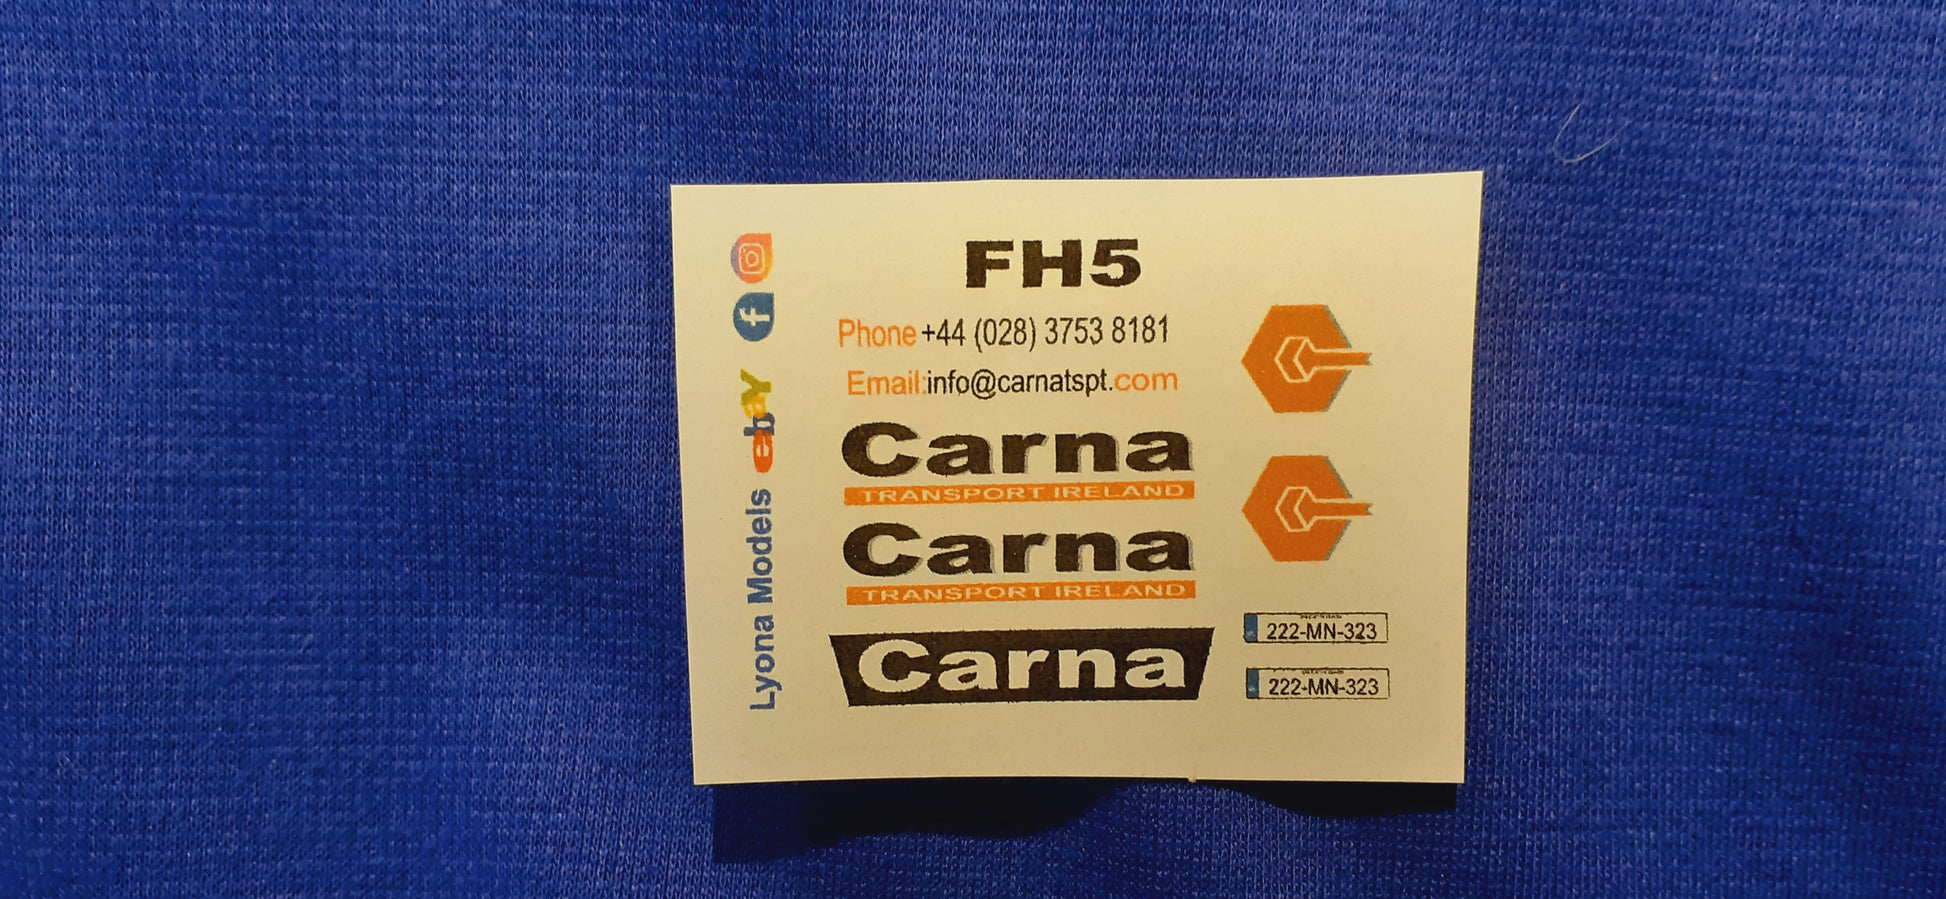 Lyona Models ebay
FH5
Phone +44 (028) 3753 8181
Email:info@carnatspt.com
Carna
TRANSPORT IRELAND
Carna
TRANSPORT IRELAND
Carna
222-MN-323
222-MN-323